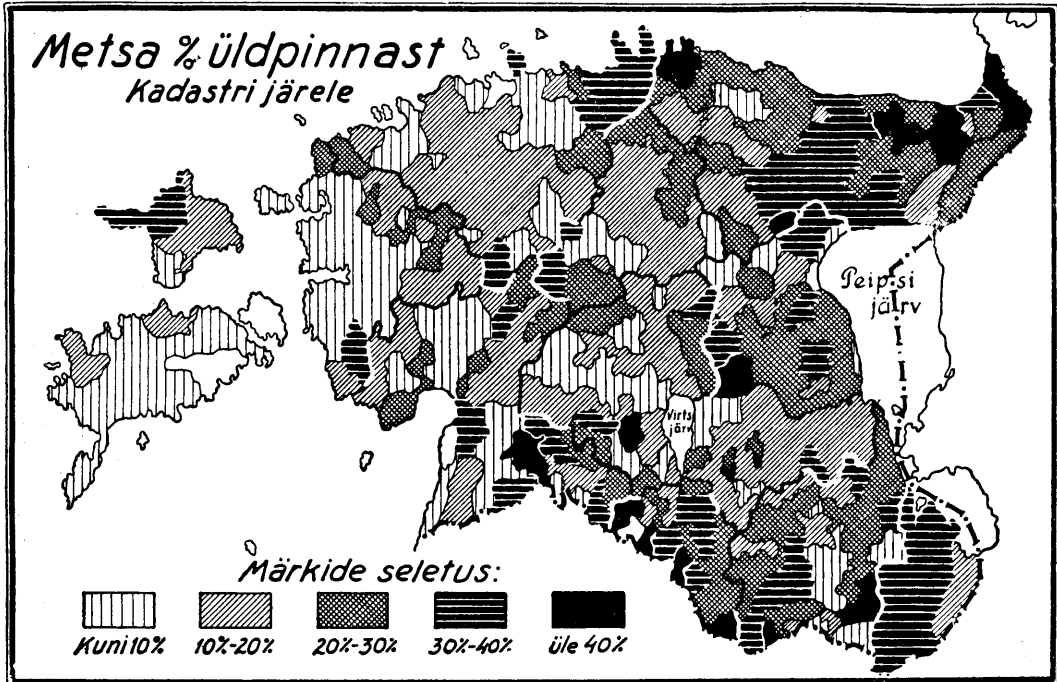 Metsa % üldpinnast
Kadastri järele
Peipsi
järv
Virts
järv
Märkide seletus:
Kuni 10% 10%-20% 20%-30% 30%-40% üle 40%